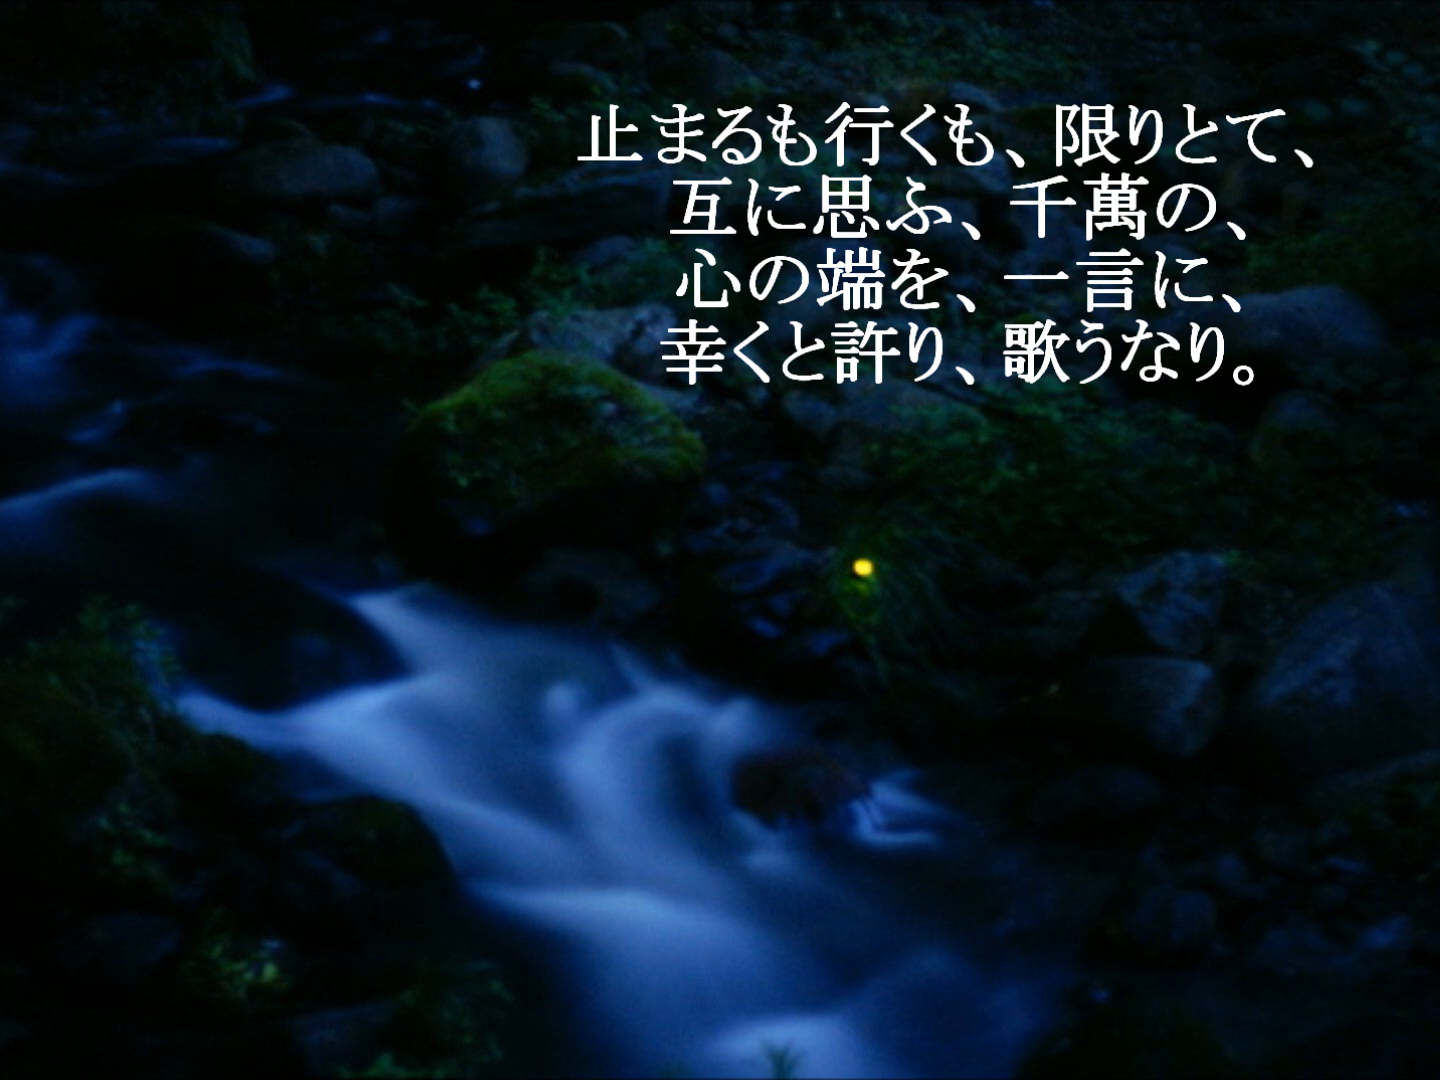 止まるも行くも、限りとて、
互に思ふ、千萬の、
心の端を、一言に、
幸くと許り、歌うなり。